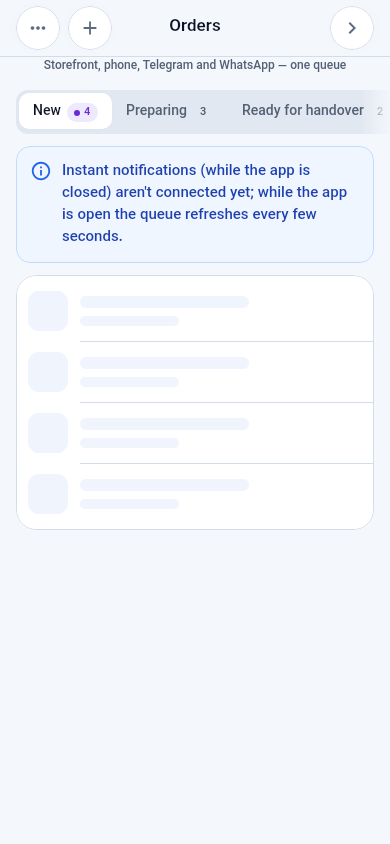 Orders
Storefront, phone, Telegram and WhatsApp — one queue
New 4 Preparing 3 Ready for handover 2
Instant notifications (while the app is
closed) aren't connected yet; while the app
is open the queue refreshes every few
seconds.